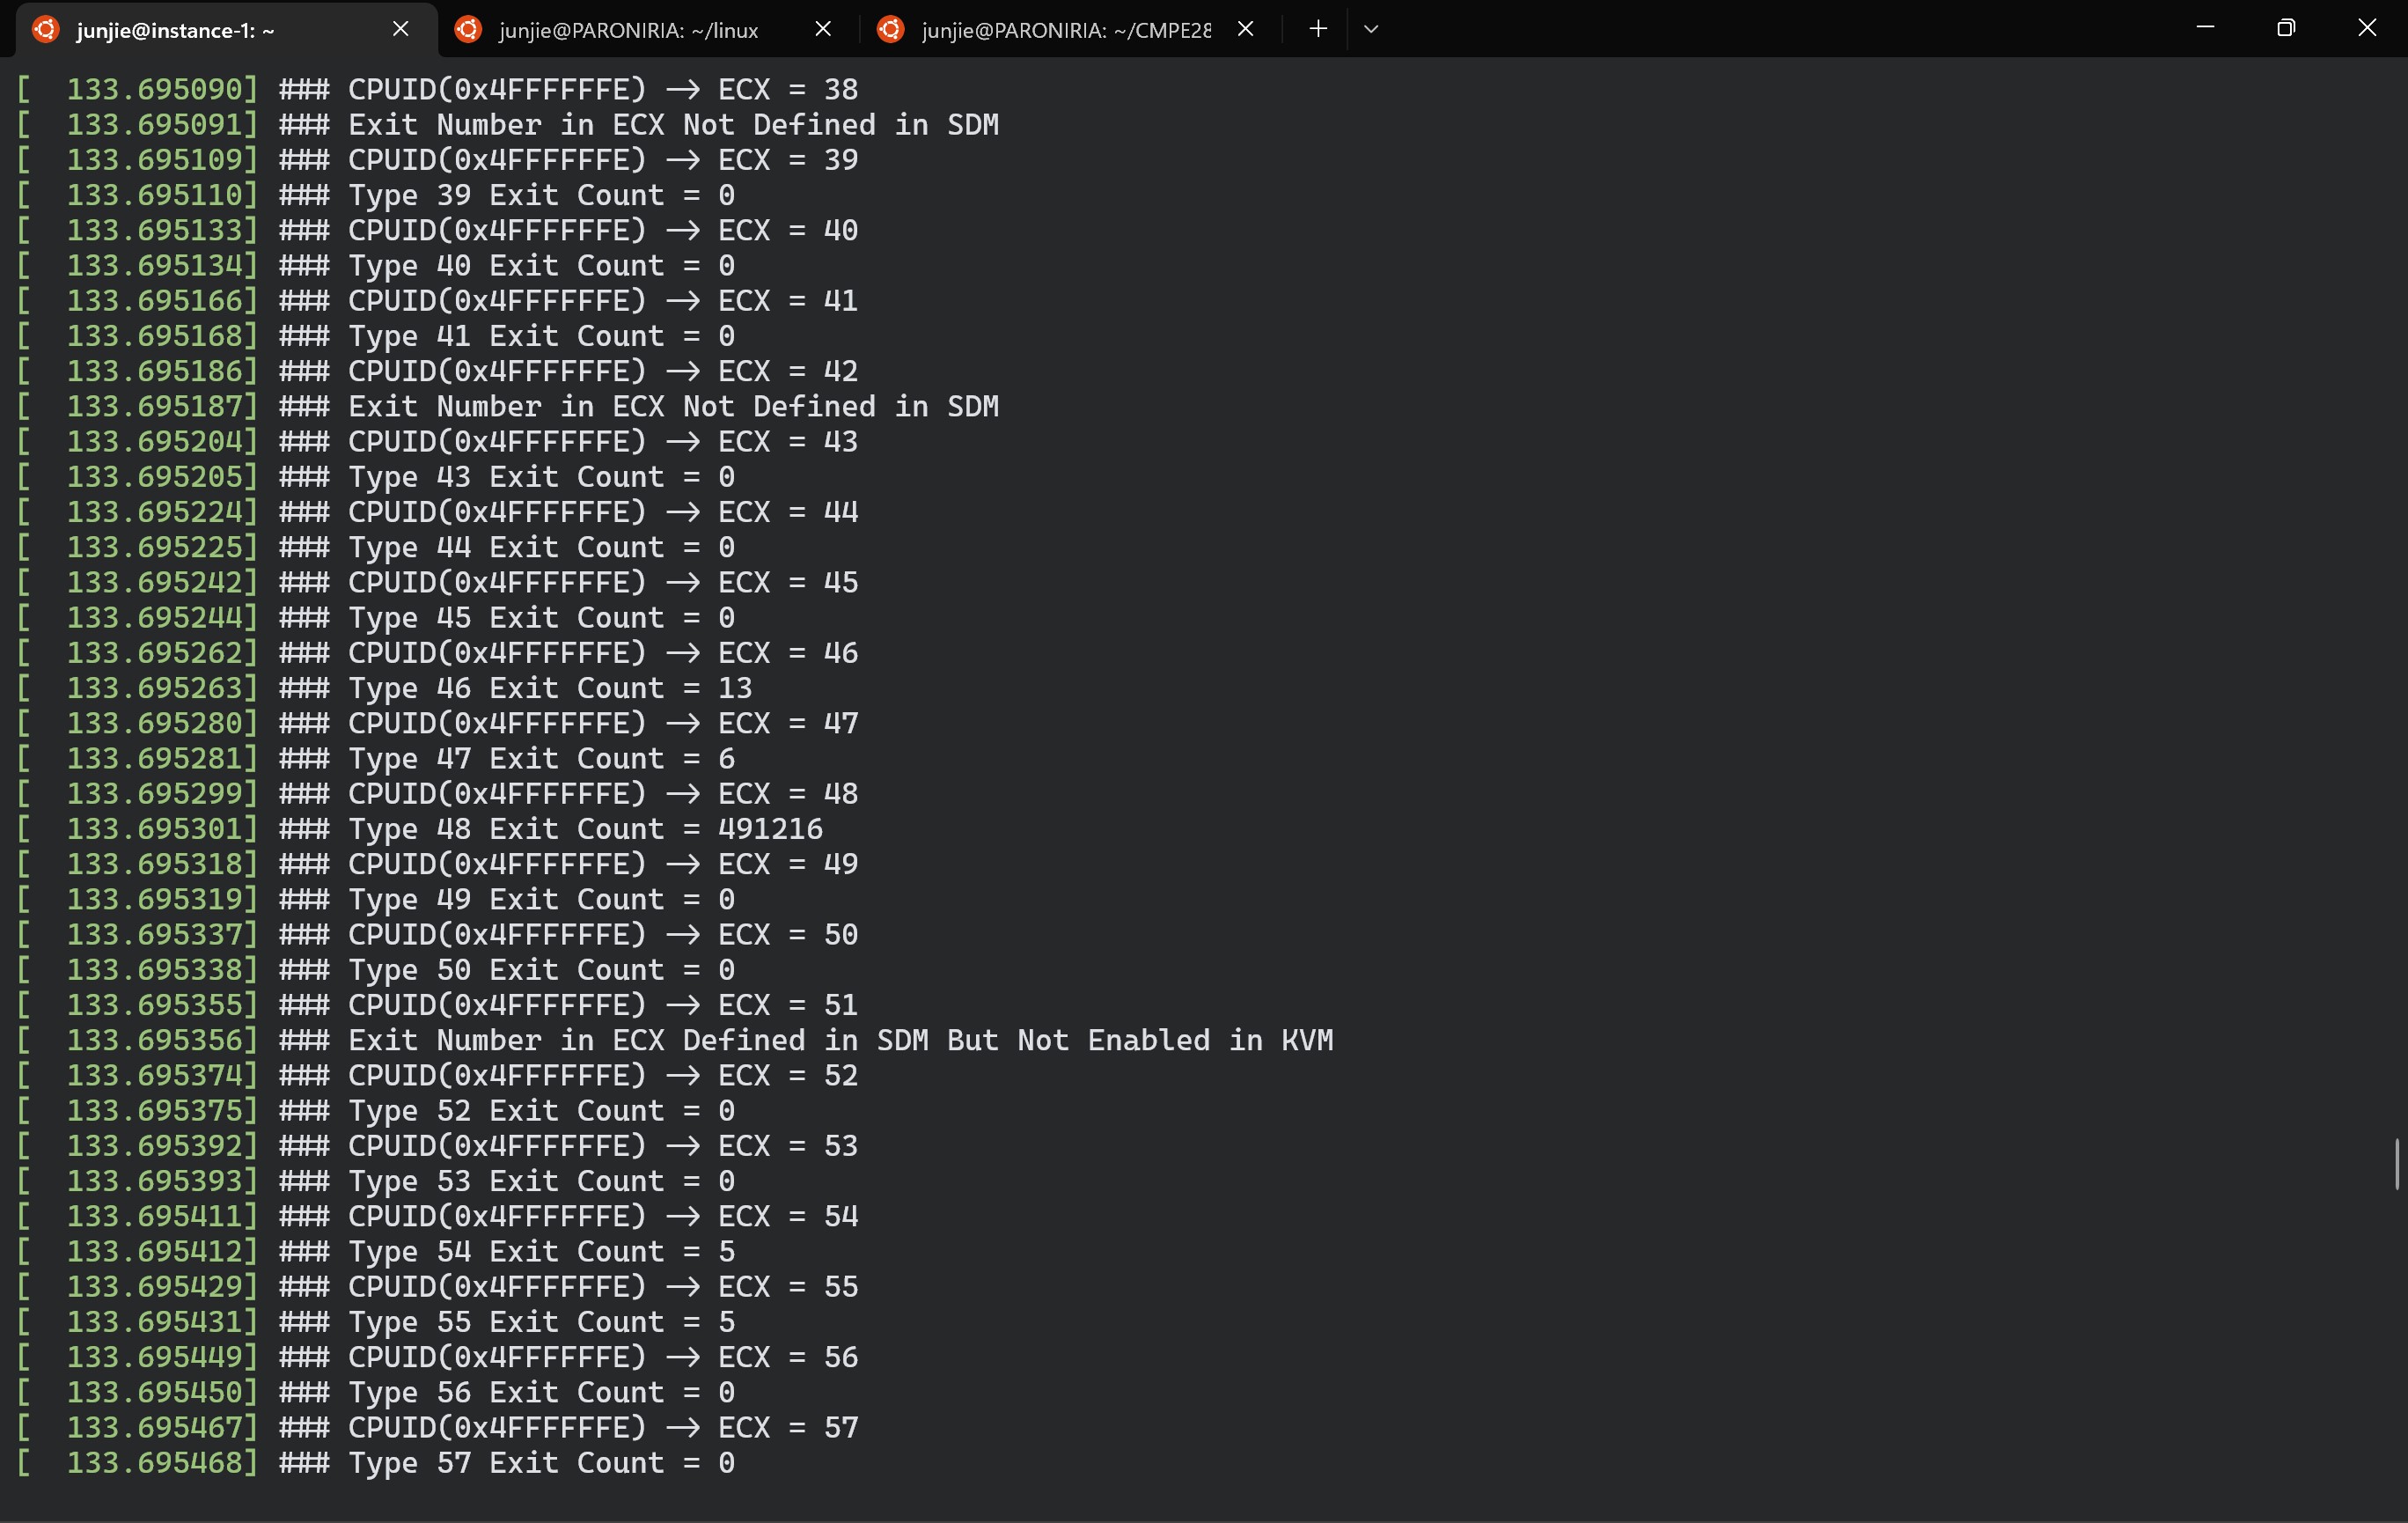 junjie@instance-1: ~
junjie@PARONIRIA: ~/linux
junjie@PARONIRIA: ~/CMPE28
[  133.695090] ### CPUID(0x4FFFFFFE) --> ECX = 38
[  133.695091] ### Exit Number in ECX Not Defined in SDM
[  133.695109] ### CPUID(0x4FFFFFFE) --> ECX = 39
[  133.695110] ### Type 39 Exit Count = 0
[  133.695133] ### CPUID(0x4FFFFFFE) --> ECX = 40
[  133.695134] ### Type 40 Exit Count = 0
[  133.695166] ### CPUID(0x4FFFFFFE) --> ECX = 41
[  133.695168] ### Type 41 Exit Count = 0
[  133.695186] ### CPUID(0x4FFFFFFE) --> ECX = 42
[  133.695187] ### Exit Number in ECX Not Defined in SDM
[  133.695204] ### CPUID(0x4FFFFFFE) --> ECX = 43
[  133.695205] ### Type 43 Exit Count = 0
[  133.695224] ### CPUID(0x4FFFFFFE) --> ECX = 44
[  133.695225] ### Type 44 Exit Count = 0
[  133.695242] ### CPUID(0x4FFFFFFE) --> ECX = 45
[  133.695244] ### Type 45 Exit Count = 0
[  133.695262] ### CPUID(0x4FFFFFFE) --> ECX = 46
[  133.695263] ### Type 46 Exit Count = 13
[  133.695280] ### CPUID(0x4FFFFFFE) --> ECX = 47
[  133.695281] ### Type 47 Exit Count = 6
[  133.695299] ### CPUID(0x4FFFFFFE) --> ECX = 48
[  133.695301] ### Type 48 Exit Count = 491216
[  133.695318] ### CPUID(0x4FFFFFFE) --> ECX = 49
[  133.695319] ### Type 49 Exit Count = 0
[  133.695337] ### CPUID(0x4FFFFFFE) --> ECX = 50
[  133.695338] ### Type 50 Exit Count = 0
[  133.695355] ### CPUID(0x4FFFFFFE) --> ECX = 51
[  133.695356] ### Exit Number in ECX Defined in SDM But Not Enabled in KVM
[  133.695374] ### CPUID(0x4FFFFFFE) --> ECX = 52
[  133.695375] ### Type 52 Exit Count = 0
[  133.695392] ### CPUID(0x4FFFFFFE) --> ECX = 53
[  133.695393] ### Type 53 Exit Count = 0
[  133.695411] ### CPUID(0x4FFFFFFE) --> ECX = 54
[  133.695412] ### Type 54 Exit Count = 5
[  133.695429] ### CPUID(0x4FFFFFFE) --> ECX = 55
[  133.695431] ### Type 55 Exit Count = 5
[  133.695449] ### CPUID(0x4FFFFFFE) --> ECX = 56
[  133.695450] ### Type 56 Exit Count = 0
[  133.695467] ### CPUID(0x4FFFFFFE) --> ECX = 57
[  133.695468] ### Type 57 Exit Count = 0